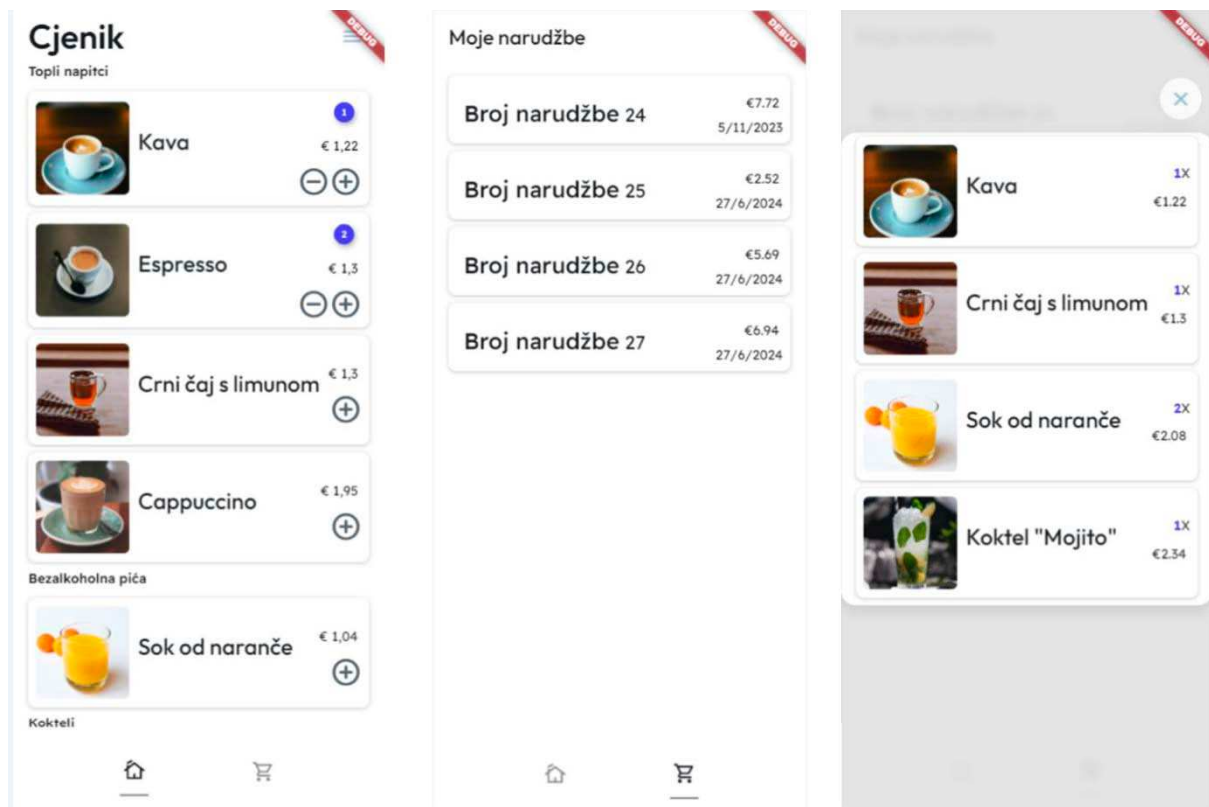 Cjenik
DEBUG
Topli napitci
1
Kava
€ 1,22
2
Espresso
€ 1,3
Crni čaj s limunom
€ 1,3
Cappuccino
€ 1,95
Bezalkoholna pića
Sok od naranče
€ 1,04
Kokteli
DEBUG
Moje narudžbe
Broj narudžbe 24
€7.72
5/11/2023
Broj narudžbe 25
€2.52
27/6/2024
Broj narudžbe 26
€5.69
27/6/2024
Broj narudžbe 27
€6.94
27/6/2024
DEBUG
Kava
1X
€1.22
Crni čaj s limunom
1X
€1.3
Sok od naranče
2X
€2.08
Koktel "Mojito"
1X
€2.34